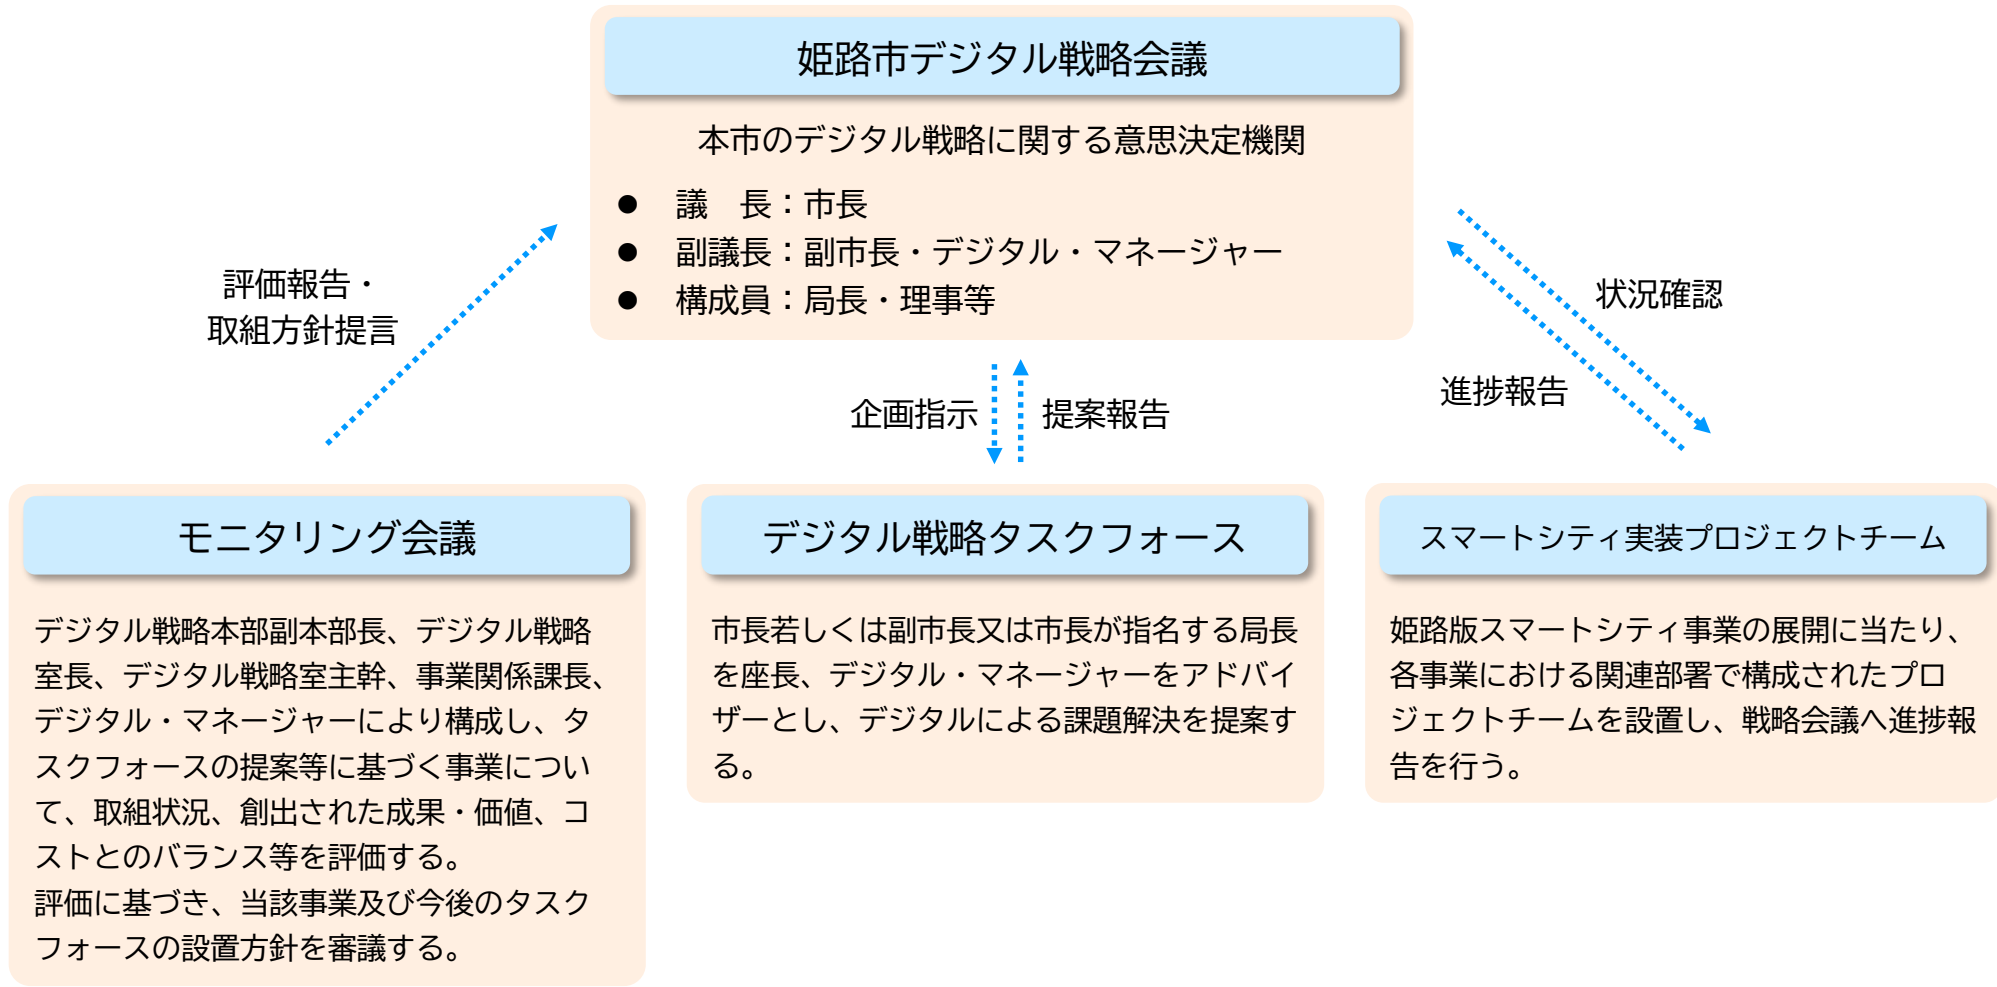 姫路市デジタル戦略会議
本市のデジタル戦略に関する意思決定機関
● 議　長：市長
● 副議長：副市長・デジタル・マネージャー
● 構成員：局長・理事等
評価報告・
取組方針提言
企画指示
提案報告
状況確認
進捗報告
モニタリング会議
デジタル戦略本部副本部長、デジタル戦略
室長、デジタル戦略室主幹、事業関係課長、
デジタル・マネージャーにより構成し、タ
スクフォースの提案等に基づく事業につい
て、取組状況、創出された成果・価値、コ
ストとのバランス等を評価する。
評価に基づき、当該事業及び今後のタスク
フォースの設置方針を審議する。
デジタル戦略タスクフォース
市長若しくは副市長又は市長が指名する局長
を座長、デジタル・マネージャーをアドバイ
ザーとし、デジタルによる課題解決を提案す
る。
スマートシティ実装プロジェクトチーム
姫路版スマートシティ事業の展開に当たり、
各事業における関連部署で構成されたプロ
ジェクトチームを設置し、戦略会議へ進捗報
告を行う。